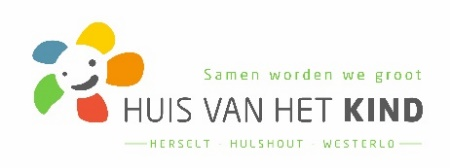 Samen worden we groot
HUIS VAN HET KIND
HERSELT - HULSHOUT - WESTERLO